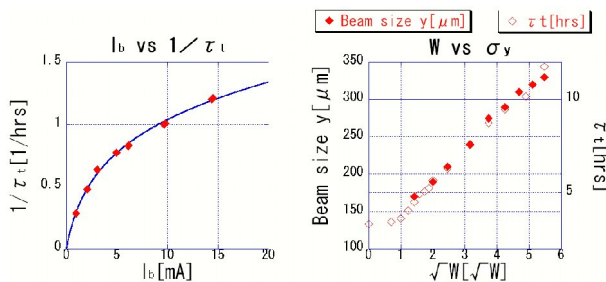 Beam size y[μm]
τt[hrs]
Ib vs 1/τt
W vs σy
1/τt[1/hrs]
1.5
1
0.5
0
0
5
10
15
20
Ib[mA]
Beam size y[μm]
350
300
250
200
150
100
0
1
2
3
4
5
6
√W[√W]
10
5
τt[hrs]